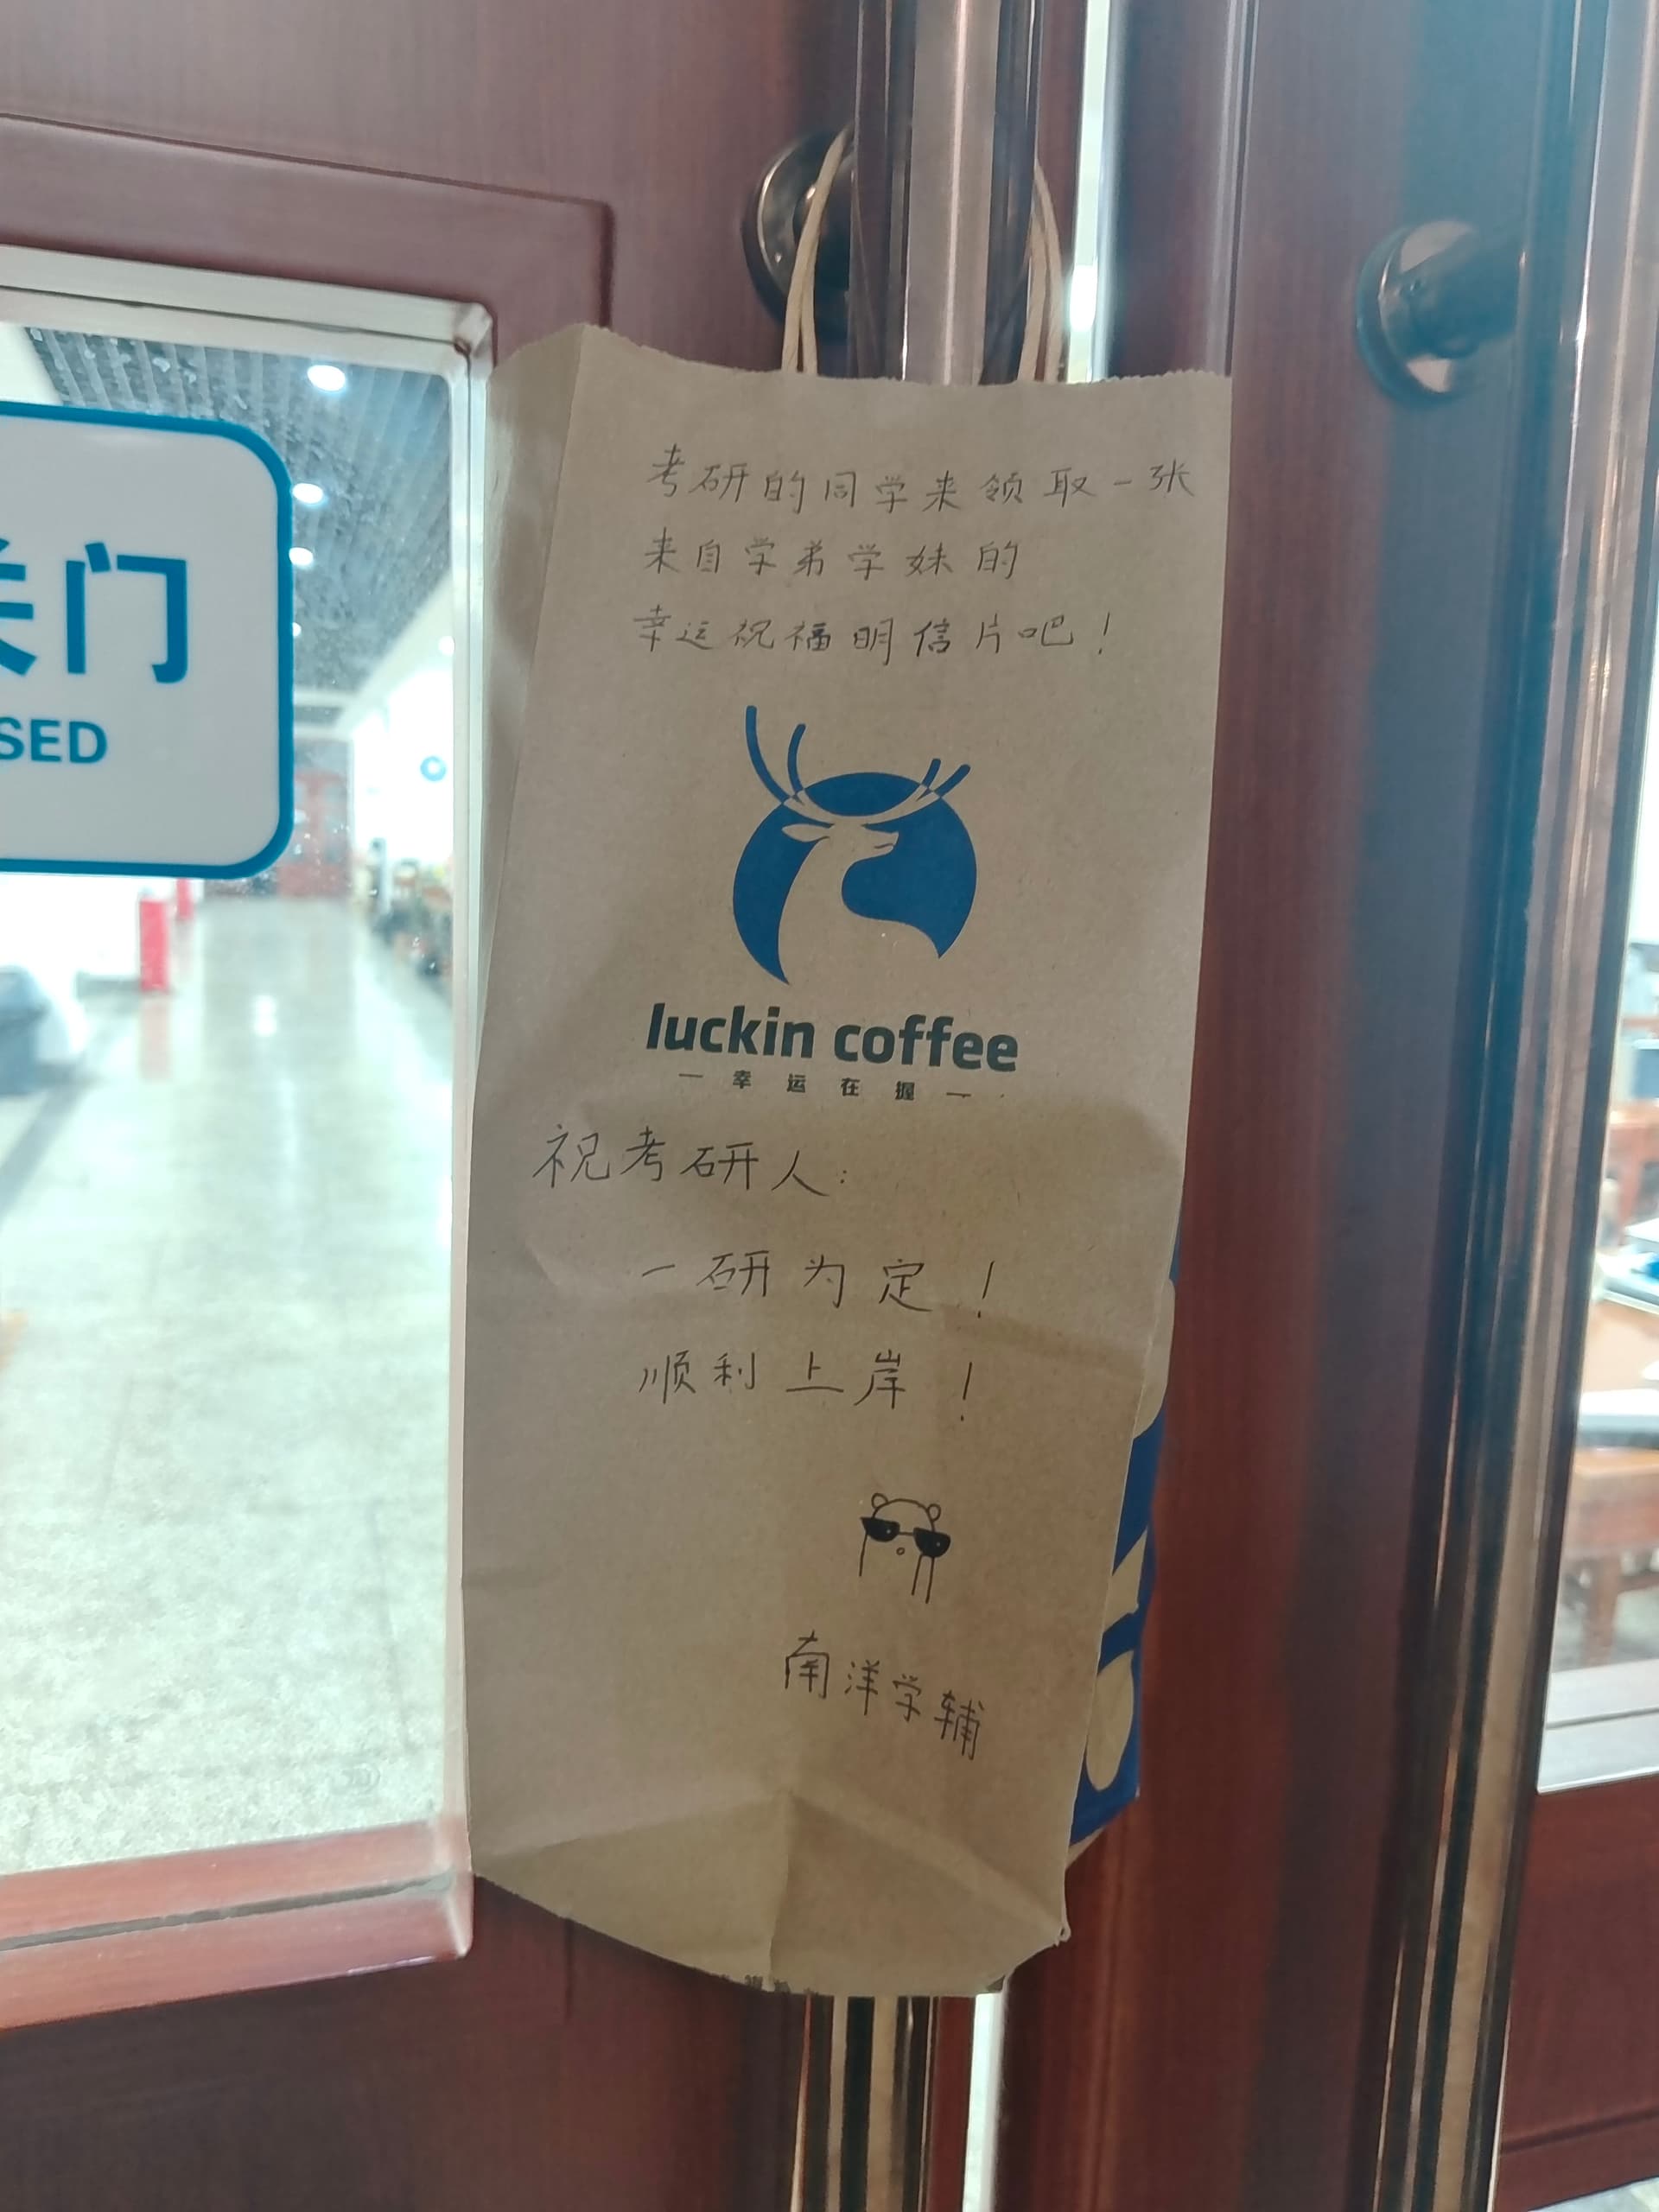 门
SED
考研的同学来领取一张
来自学弟学妹的
幸运祝福明信片吧！
luckin coffee
— 幸运在握 —
祝考研人：
一研为定！
顺利上岸！
南洋学辅